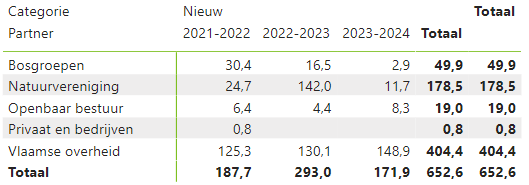 Categorie Nieuw Totaal
Partner 2021-2022 2022-2023 2023-2024 Totaal
Bosgroepen 30,4 16,5 2,9 49,9 49,9
Natuurvereniging 24,7 142,0 11,7 178,5 178,5
Openbaar bestuur 6,4 4,4 8,3 19,0 19,0
Privaat en bedrijven 0,8 0,8 0,8
Vlaamse overheid 125,3 130,1 148,9 404,4 404,4
Totaal 187,7 293,0 171,9 652,6 652,6